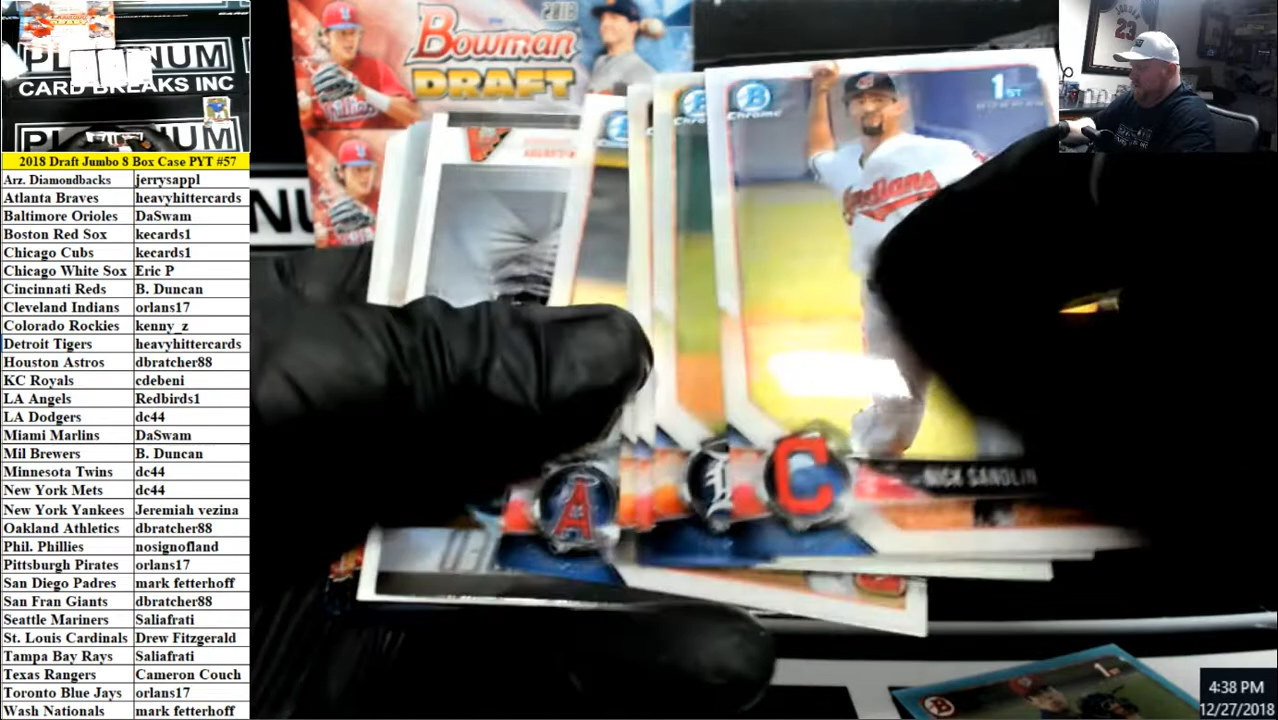 PLATINUM
CARD BREAKS INC
PLATINUM
2018
Bowman
DRAFT
Chrome
1ST
BOWMAN
JORDAN
23
Indians
NICK SANDLIN
1st
2018 Draft Jumbo 8 Box Case PYT #57
Arz. Diamondbacks jerrysappl
Atlanta Braves heavyhittercards
Baltimore Orioles DaSwam
Boston Red Sox kecards1
Chicago Cubs kecards1
Chicago White Sox Eric P
Cincinnati Reds B. Duncan
Cleveland Indians orlans17
Colorado Rockies kenny_z
Detroit Tigers heavyhittercards
Houston Astros dbratcher88
KC Royals cdebeni
LA Angels Redbirds1
LA Dodgers dc44
Miami Marlins DaSwam
Mil Brewers B. Duncan
Minnesota Twins dc44
New York Mets dc44
New York Yankees Jeremiah vezina
Oakland Athletics dbratcher88
Phil. Phillies nosignofland
Pittsburgh Pirates orlans17
San Diego Padres mark fetterhoff
San Fran Giants dbratcher88
Seattle Mariners Saliafrati
St. Louis Cardinals Drew Fitzgerald
Tampa Bay Rays Saliafrati
Texas Rangers Cameron Couch
Toronto Blue Jays orlans17
Wash Nationals mark fetterhoff
4:38 PM
12/27/2018